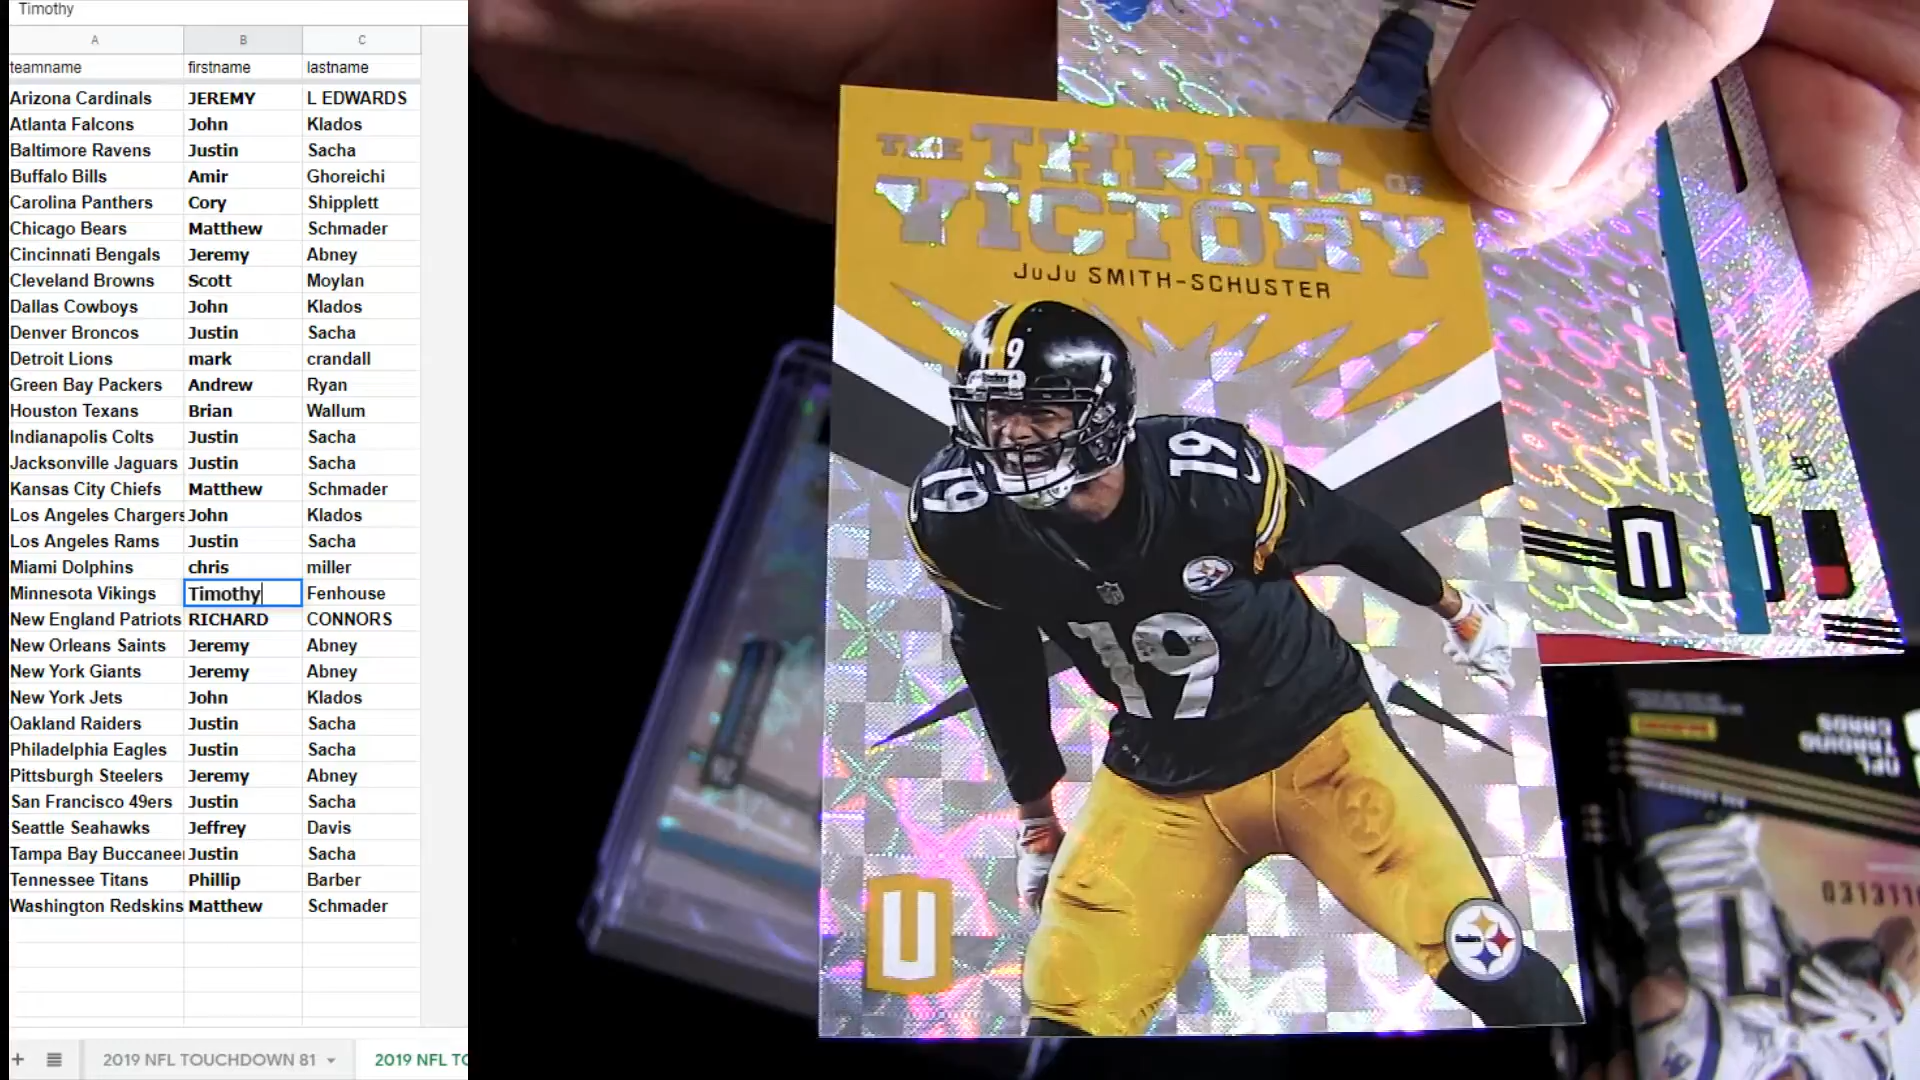 Timothy
A B C
teamname firstname lastname
Arizona Cardinals JEREMY L EDWARDS
Atlanta Falcons John Klados
Baltimore Ravens Justin Sacha
Buffalo Bills Amir Ghoreichi
Carolina Panthers Cory Shipplett
Chicago Bears Matthew Schmader
Cincinnati Bengals Jeremy Abney
Cleveland Browns Scott Moylan
Dallas Cowboys John Klados
Denver Broncos Justin Sacha
Detroit Lions mark crandall
Green Bay Packers Andrew Ryan
Houston Texans Brian Wallum
Indianapolis Colts Justin Sacha
Jacksonville Jaguars Justin Sacha
Kansas City Chiefs Matthew Schmader
Los Angeles Chargers John Klados
Los Angeles Rams Justin Sacha
Miami Dolphins chris miller
Minnesota Vikings Timothy Fenhouse
New England Patriots RICHARD CONNORS
New Orleans Saints Jeremy Abney
New York Giants Jeremy Abney
New York Jets John Klados
Oakland Raiders Justin Sacha
Philadelphia Eagles Justin Sacha
Pittsburgh Steelers Jeremy Abney
San Francisco 49ers Justin Sacha
Seattle Seahawks Jeffrey Davis
Tampa Bay Buccanee Justin Sacha
Tennessee Titans Phillip Barber
Washington Redskins Matthew Schmader
2019 NFL TOUCHDOWN 81 2019 NFL TO
THE THRILL OF
VICTORY
JuJu SMITH-SCHUSTER
19
19
19
19
U
Steelers
U
NFL
TRADING
CARDS